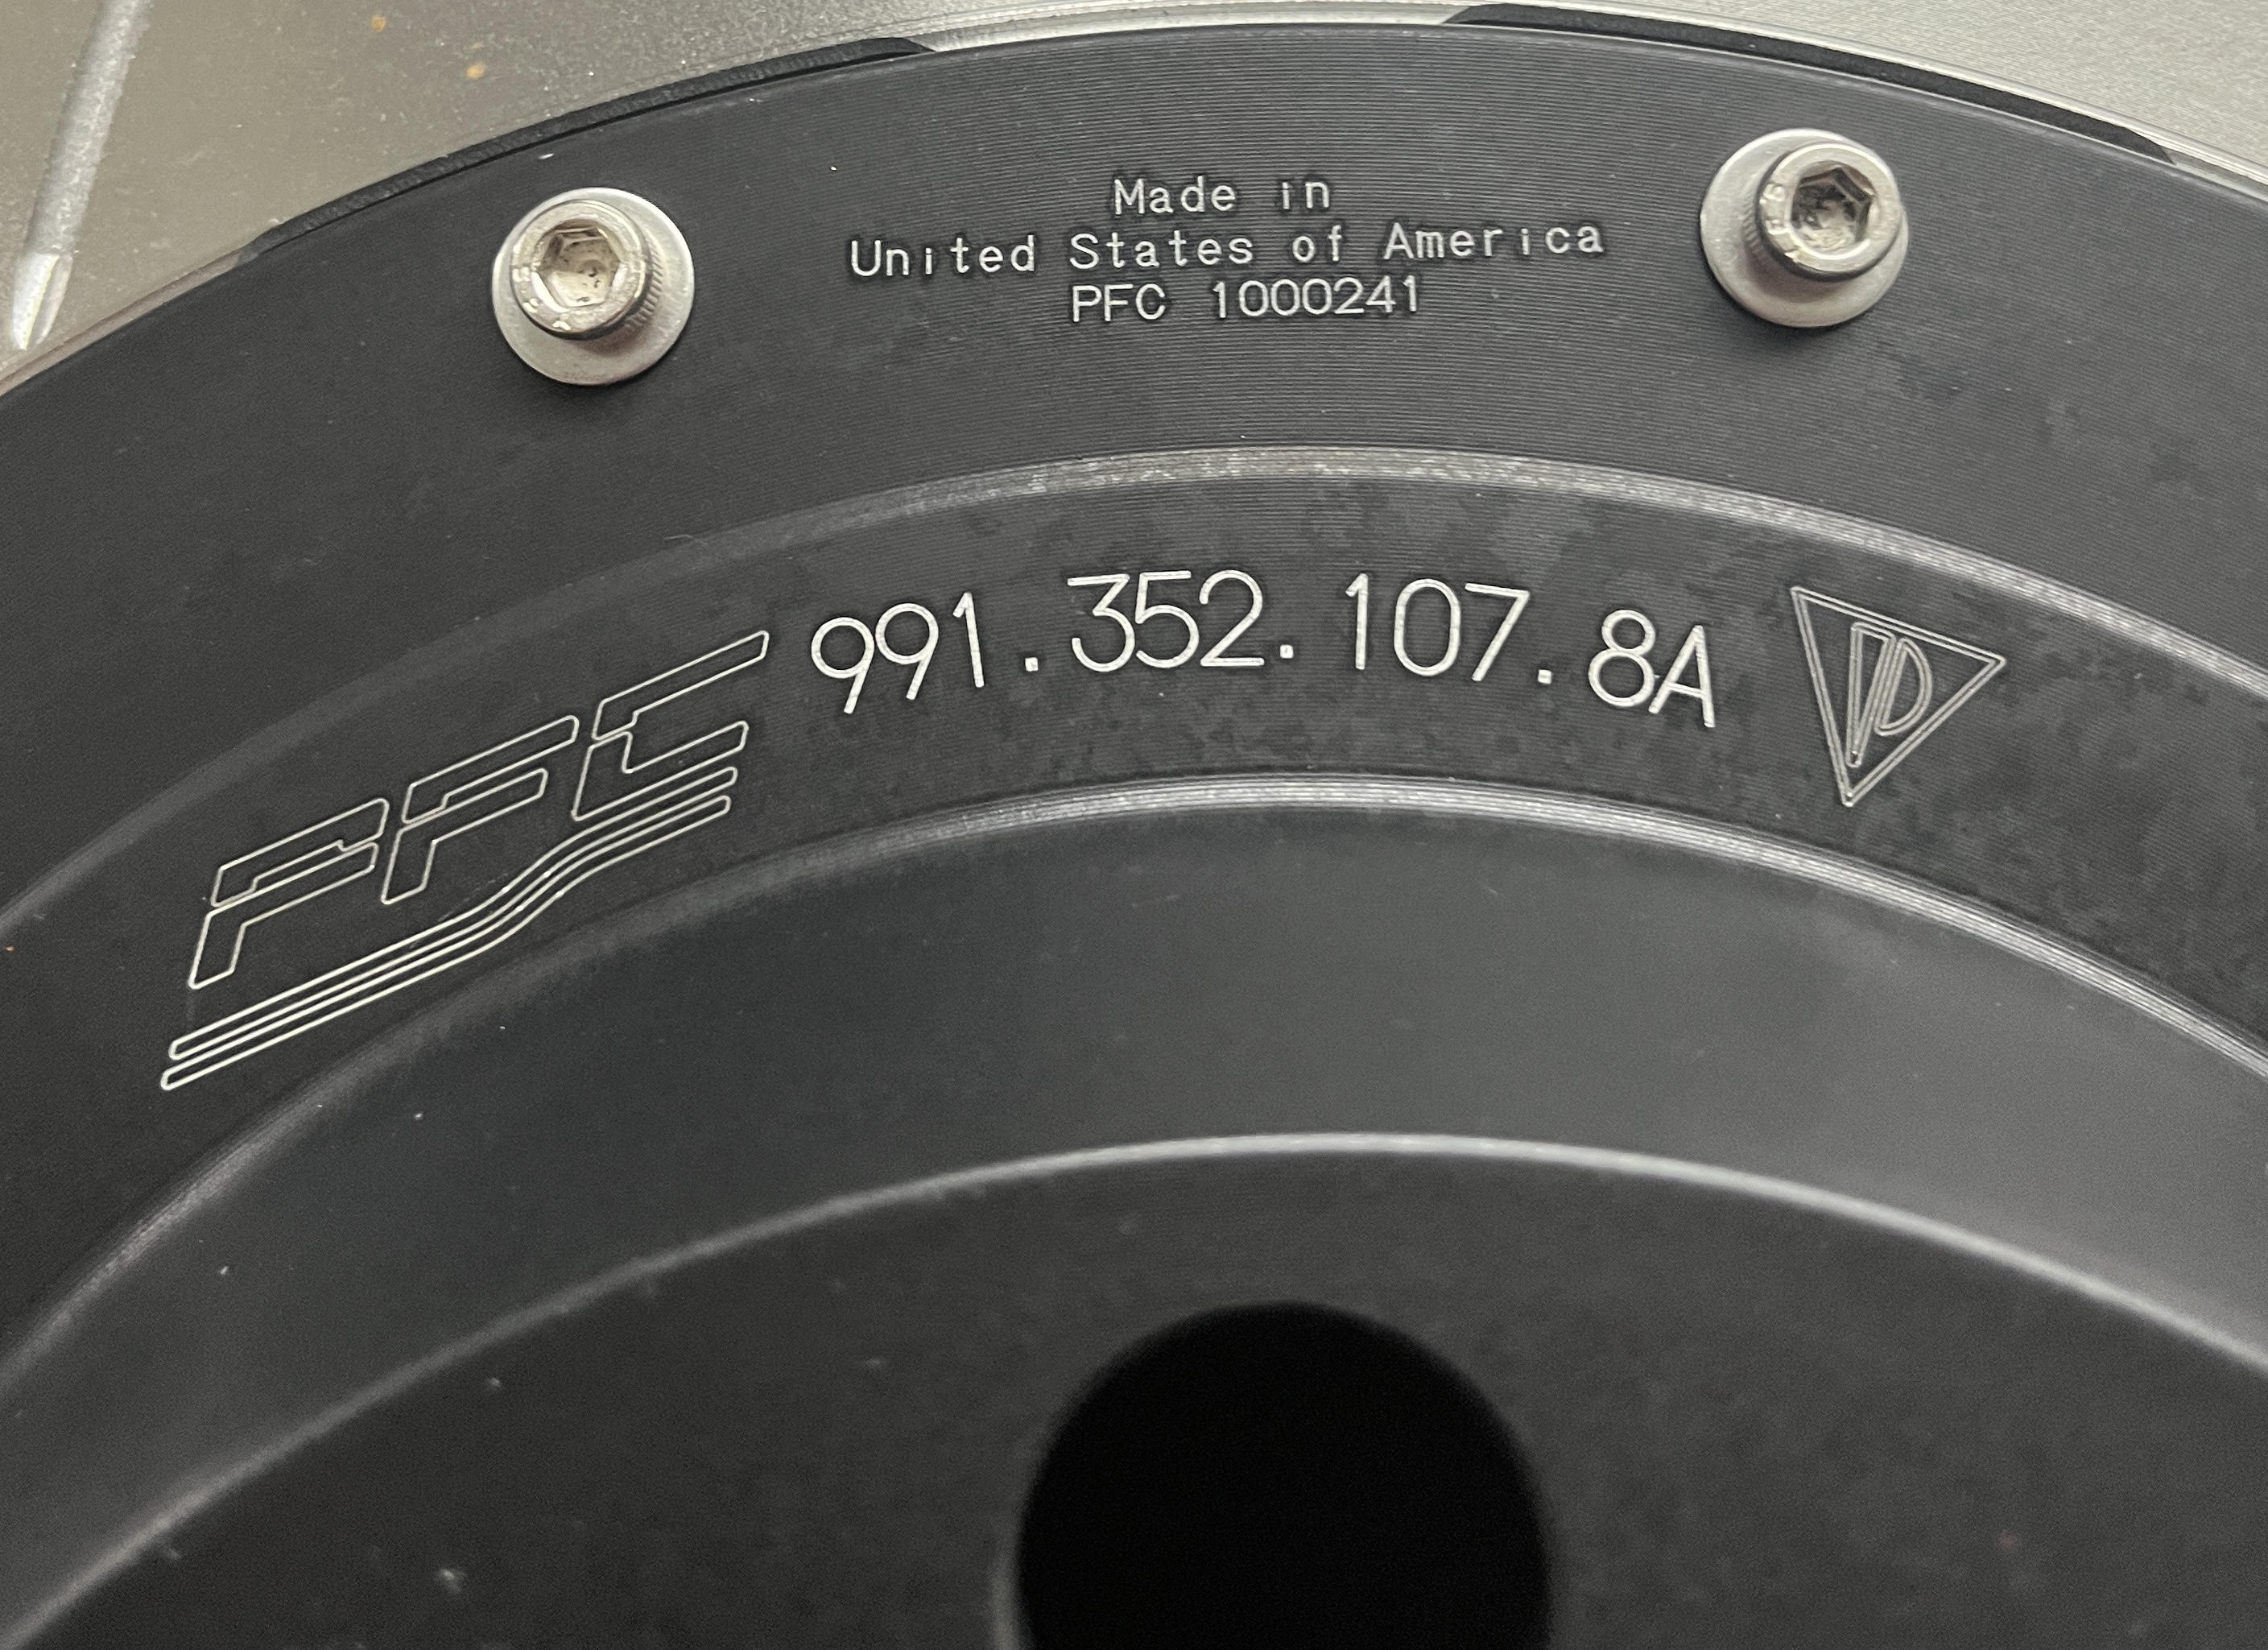 Made in
United States of America
PFC 1000241
PFC 991.352.107.8A